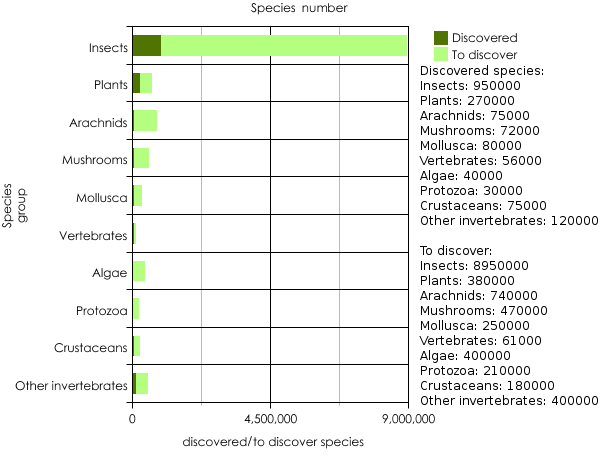 Species number
Discovered
To discover
Insects
Plants
Arachnids
Mushrooms
Mollusca
Vertebrates
Algae
Protozoa
Crustaceans
Other invertebrates
Species
group
0
4,500,000
9,000,000
discovered/to discover species
Discovered species:
Insects: 950000
Plants: 270000
Arachnids: 75000
Mushrooms: 72000
Mollusca: 80000
Vertebrates: 56000
Algae: 40000
Protozoa: 30000
Crustaceans: 75000
Other invertebrates: 120000
To discover:
Insects: 8950000
Plants: 380000
Arachnids: 740000
Mushrooms: 470000
Mollusca: 250000
Vertebrates: 61000
Algae: 400000
Protozoa: 210000
Crustaceans: 180000
Other invertebrates: 400000